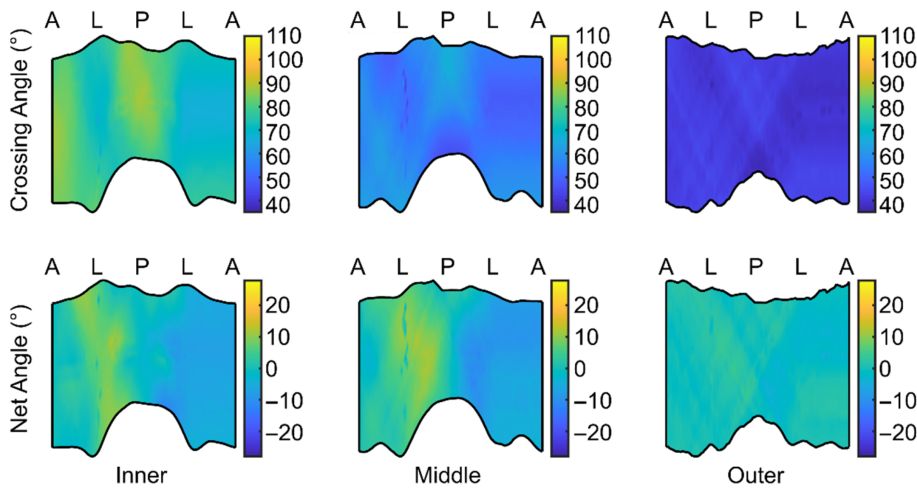 A L P L A A L P L A A L P L A
Crossing Angle (°)
110 110 110
100 100 100
90 90 90
80 80 80
70 70 70
60 60 60
50 50 50
40 40 40
A L P L A A L P L A A L P L A
Net Angle (°)
20 20 20
10 10 10
0 0 0
–10 –10 –10
–20 –20 –20
Inner Middle Outer